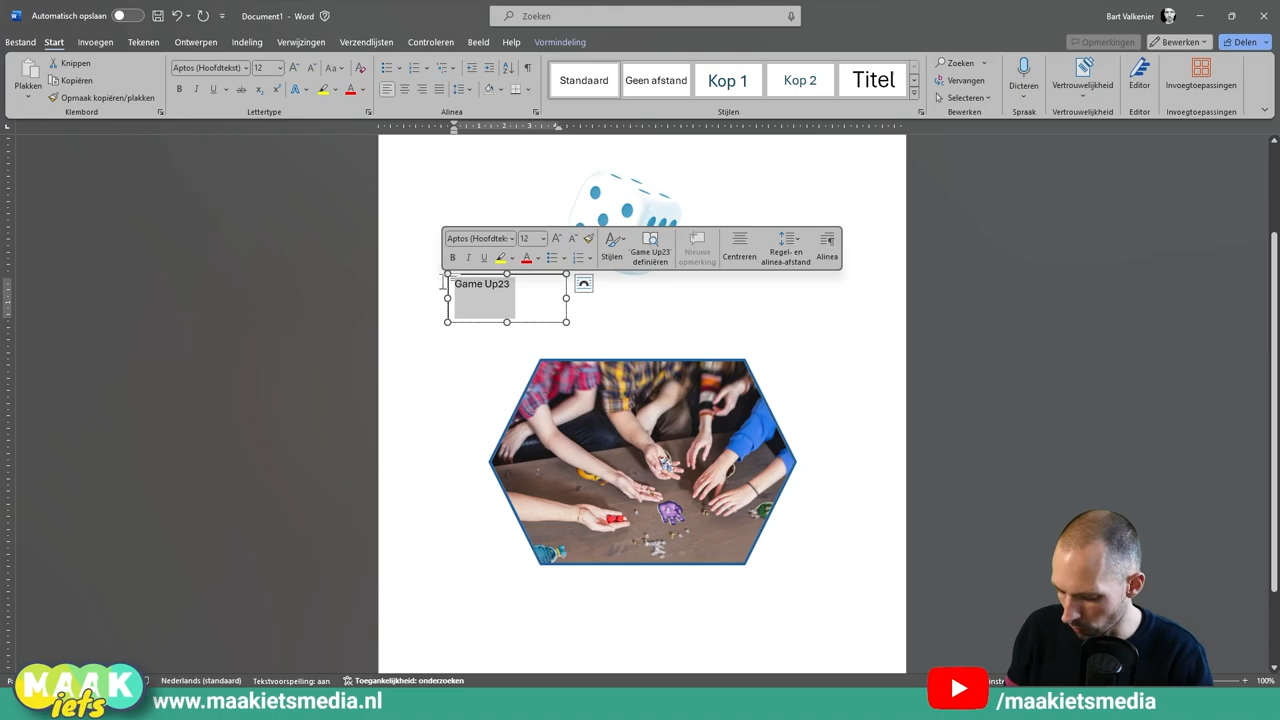 Automatisch opslaan
Document1 - Word
Zoeken
Bart Valkenier
Bestand Start Invoegen Tekenen Ontwerpen Indeling Verwijzingen Verzendlijsten Controleren Beeld Help Vormindeling
Opmerkingen Bewerken Delen
Plakken
Knippen
Kopiëren
Opmaak kopiëren/plakken
Klembord
Aptos (Hoofdtekst) 12
Lettertype
Alinea
Standaard Geen afstand Kop 1 Kop 2 Titel
Stijlen
Zoeken
Vervangen
Selecteren
Bewerken
Dicteren
Spraak
Vertrouwelijkheid
Vertrouwelijkheid
Editor
Editor
Invoegtoepassingen
Invoegtoepassingen
1 2 3
Aptos (Hoofdtekst 12
Stijlen
'Game Up23' definiëren
Nieuwe opmerking
Centreren
Regel- en alinea-afstand
Alinea
Game Up23
Nederlands (standaard) Tekstvoorspelling: aan Toegankelijkheid: onderzoeken
100%
MAAK
iets
www.maakietsmedia.nl
/maakietsmedia